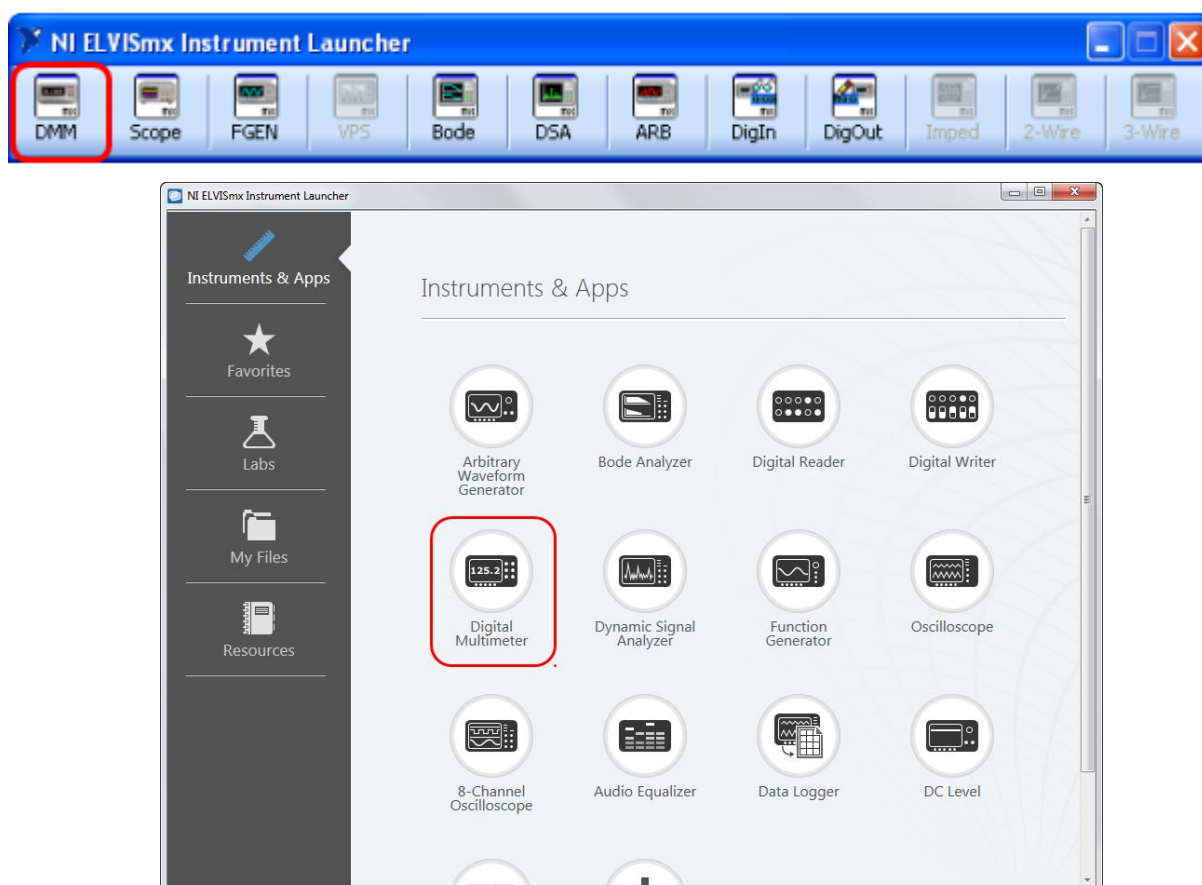 NI ELVISmx Instrument Launcher
DMM Scope FGEN VPS Bode DSA ARB DigIn DigOut Imped 2-Wire 3-Wire
NI ELVISmx Instrument Launcher
Instruments & Apps
Favorites
Labs
My Files
Resources
Instruments & Apps
Arbitrary
Waveform
Generator
Bode Analyzer
Digital Reader
Digital Writer
125.2
Digital
Multimeter
Dynamic Signal
Analyzer
Function
Generator
Oscilloscope
8-Channel
Oscilloscope
Audio Equalizer
Data Logger
DC Level